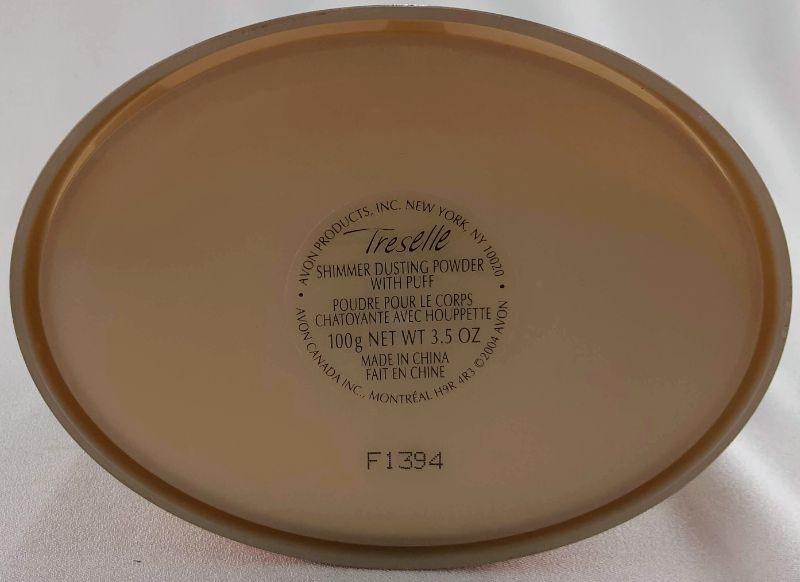 AVON PRODUCTS, INC. NEW YORK, NY 10020
Treselle
SHIMMER DUSTING POWDER
WITH PUFF
POUDRE POUR LE CORPS
CHATOYANTE AVEC HOUPPETTE
100g NET WT 3.5 OZ
MADE IN CHINA
FAIT EN CHINE
AVON CANADA INC., MONTRÉAL H9R 4R3 ©2004 AVON
F1394